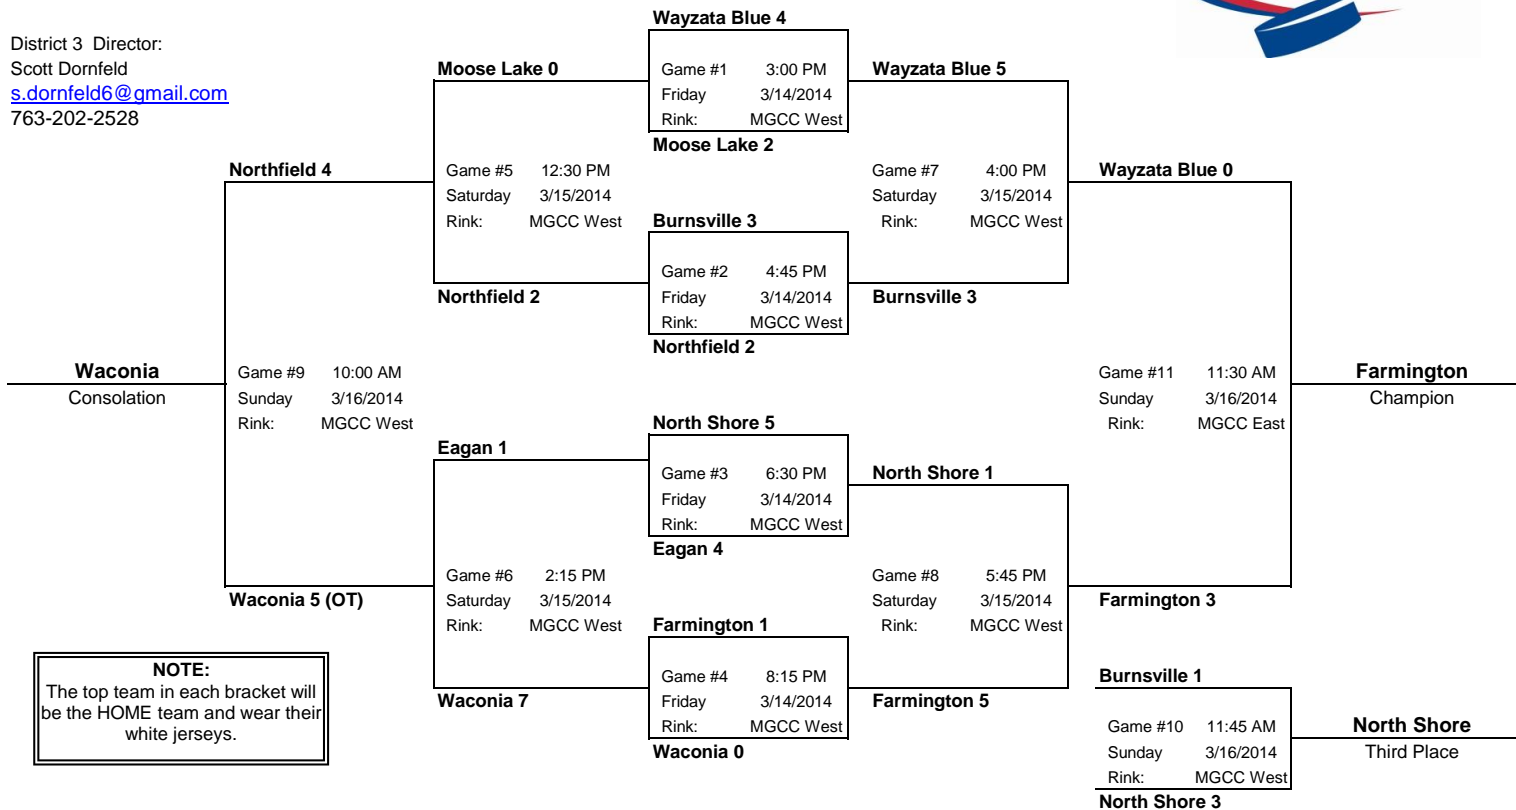 Wayzata Blue 4
District 3 Director:
Scott Dornfeld
s.dornfeld6@gmail.com
763-202-2528
Moose Lake 0
Game #1 3:00 PM
Friday 3/14/2014
Rink: MGCC West
Wayzata Blue 5
Moose Lake 2
Northfield 4
Game #5 12:30 PM
Saturday 3/15/2014
Rink: MGCC West
Game #7 4:00 PM
Saturday 3/15/2014
Rink: MGCC West
Wayzata Blue 0
Burnsville 3
Game #2 4:45 PM
Friday 3/14/2014
Rink: MGCC West
Northfield 2
Burnsville 3
Northfield 2
Waconia
Consolation
Game #9 10:00 AM
Sunday 3/16/2014
Rink: MGCC West
Game #11 11:30 AM
Sunday 3/16/2014
Rink: MGCC East
Farmington
Champion
North Shore 5
Eagan 1
Game #3 6:30 PM
Friday 3/14/2014
Rink: MGCC West
North Shore 1
Eagan 4
Game #6 2:15 PM
Saturday 3/15/2014
Rink: MGCC West
Game #8 5:45 PM
Saturday 3/15/2014
Rink: MGCC West
Waconia 5 (OT)
Farmington 3
Farmington 1
Game #4 8:15 PM
Friday 3/14/2014
Rink: MGCC West
Waconia 7
Farmington 5
Waconia 0
NOTE:
The top team in each bracket will
be the HOME team and wear their
white jerseys.
Burnsville 1
Game #10 11:45 AM
Sunday 3/16/2014
Rink: MGCC West
North Shore
Third Place
North Shore 3